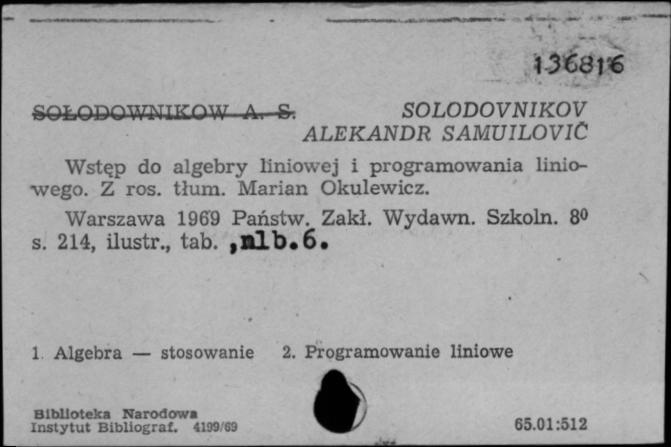 136816
SOŁODOWNIKOW A. S. SOLODOVNIKOV
ALEKANDR SAMUILOVIČ
Wstęp do algebry liniowej i programowania linio-
wego. Z ros. tłum. Marian Okulewicz.
Warszawa 1969 Państw. Zakł. Wydawn. Szkoln. 8⁰
s. 214, ilustr., tab. ,nlb.6.
1. Algebra — stosowanie 2. Programowanie liniowe
Biblioteka Narodowa
Instytut Bibliograf. 4199/69 65.01:512